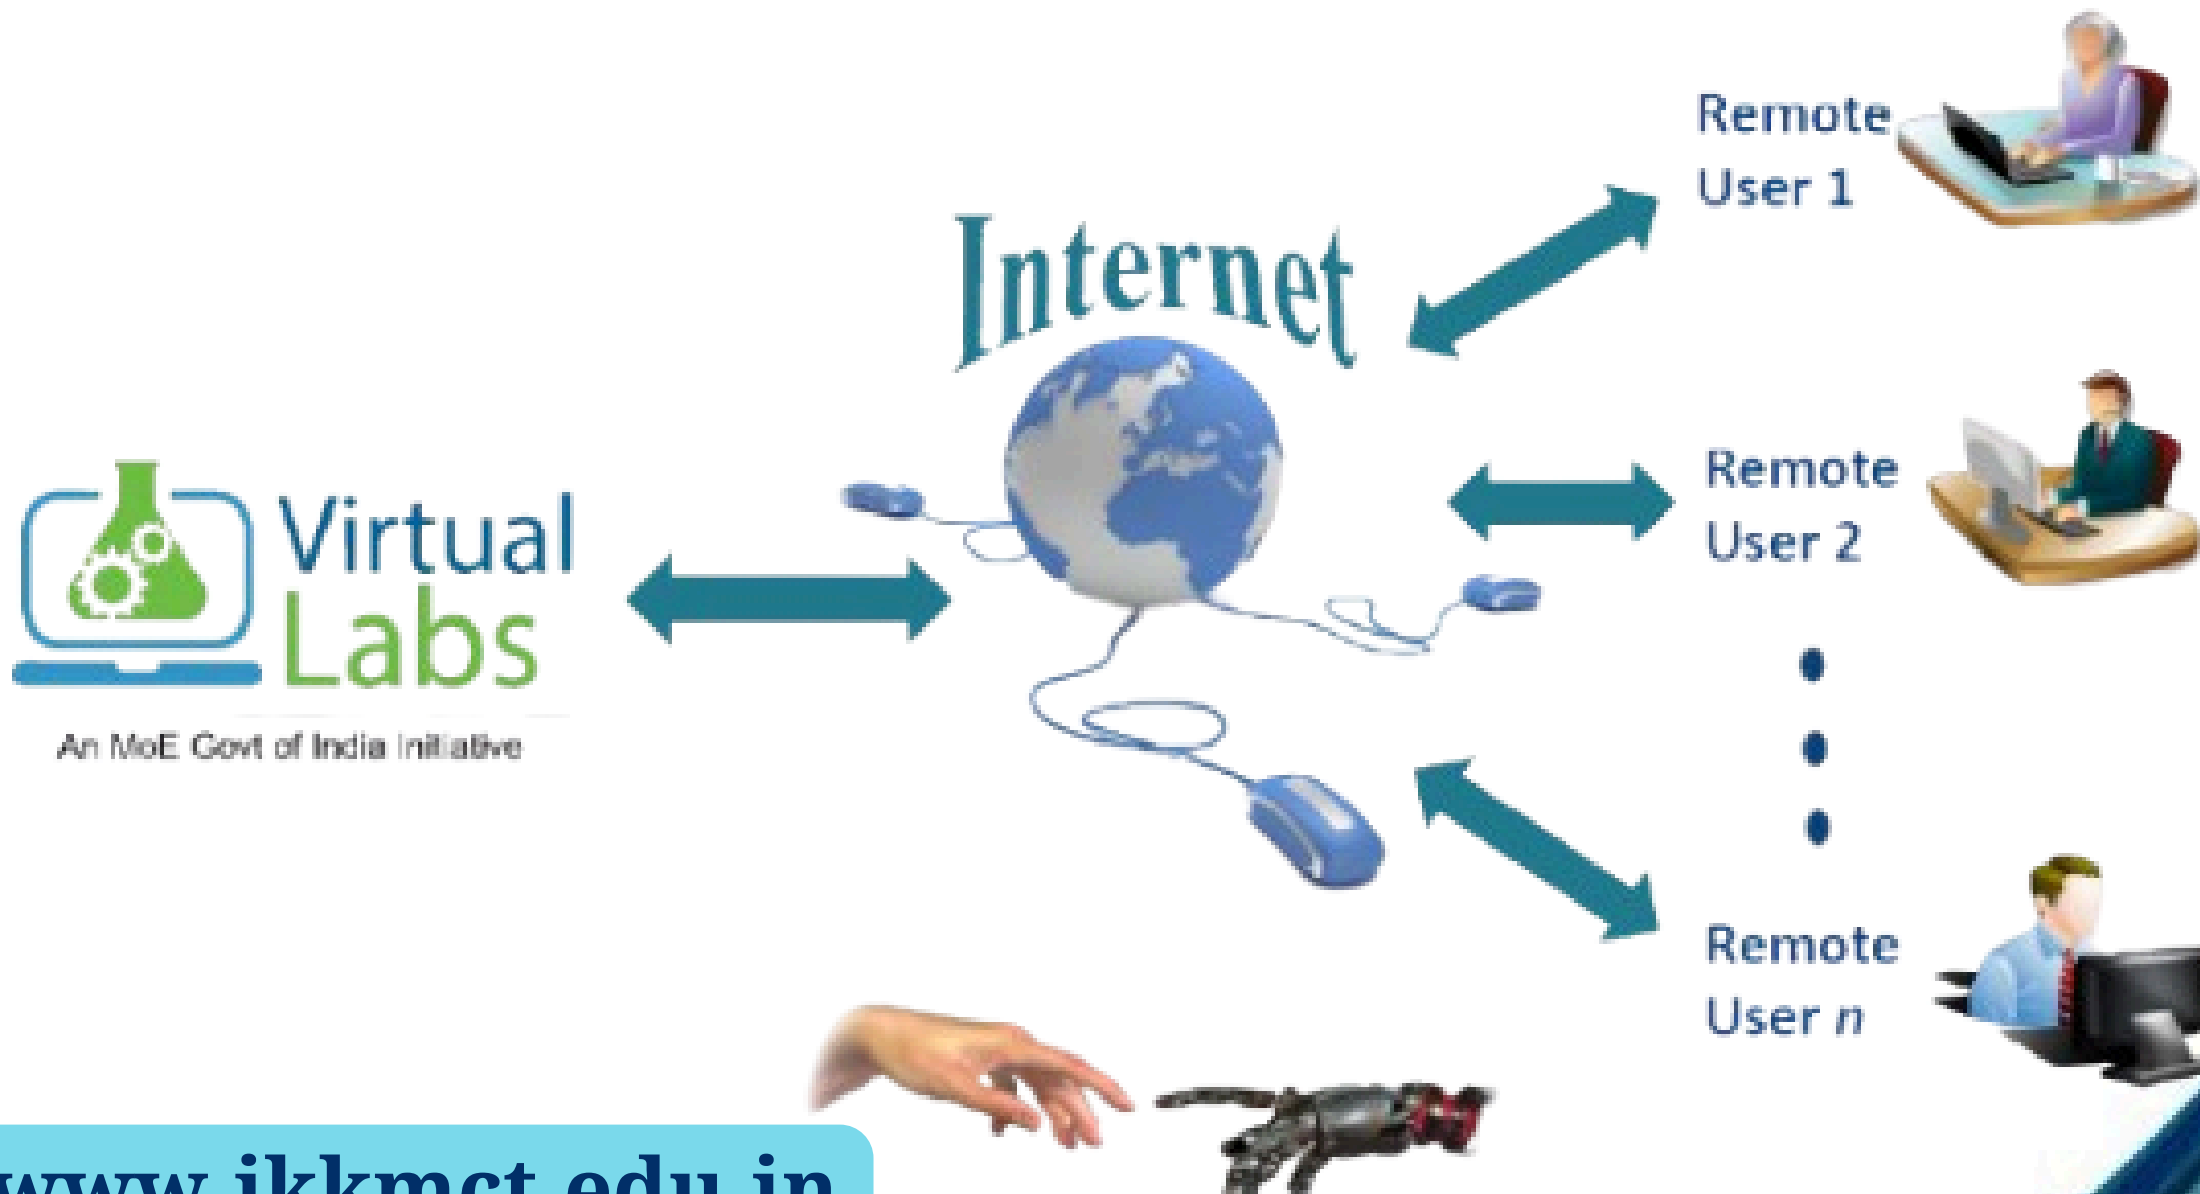 Remote
User 1
Internet
Remote
User 2
Virtual
Labs
An MoE Govt of India Initiative
Remote
User n
www.jkkmct.edu.in